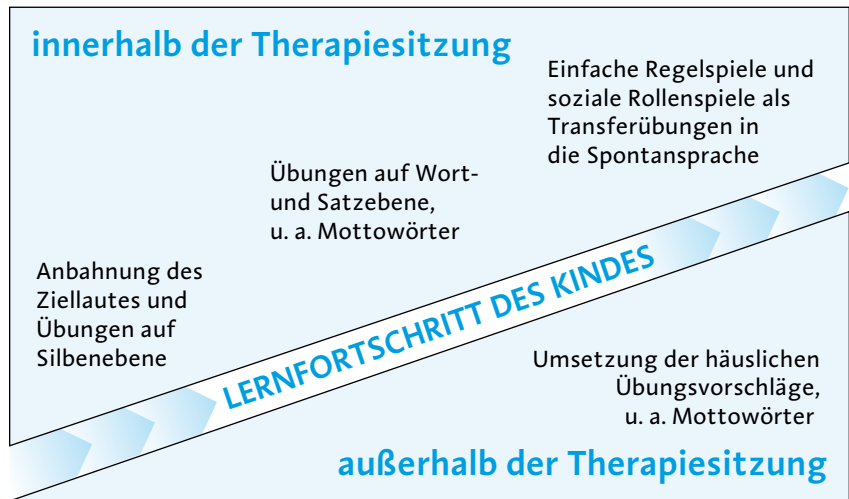 innerhalb der Therapiesitzung
Einfache Regelspiele und
soziale Rollenspiele als
Transferübungen in
die Spontansprache
Übungen auf Wort-
und Satzebene,
u. a. Mottowörter
Anbahnung des
Ziellautes und
Übungen auf
Silbenebene
LERNFORTSCHRITT DES KINDES
Umsetzung der häuslichen
Übungsvorschläge,
u. a. Mottowörter
außerhalb der Therapiesitzung